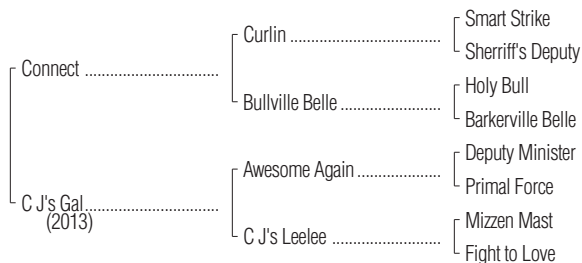 Smart Strike
Curlin ..........................................
Sherriff's Deputy
Connect .....................................
Holy Bull
Bullville Belle ............................
Barkerville Belle
Deputy Minister
Awesome Again .......................
Primal Force
C J's Gal.....................................
(2013)
Mizzen Mast
C J's Leelee ..............................
Fight to Love